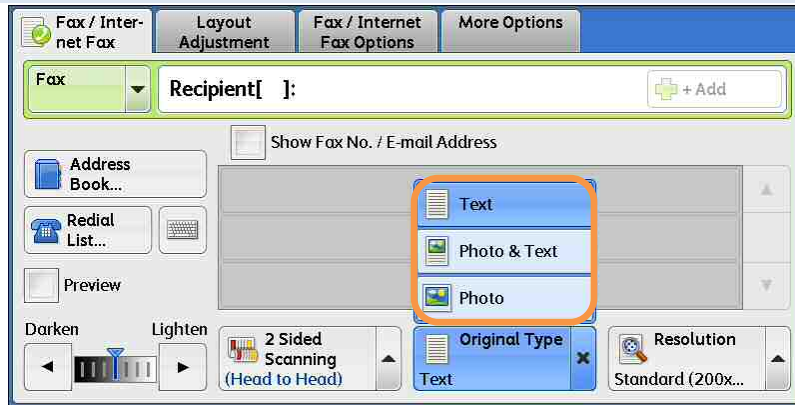 Fax / Inter-
net Fax
Layout
Adjustment
Fax / Internet
Fax Options
More Options
Fax
Recipient[ ]:
+ Add
Show Fax No. / E-mail Address
Address
Book...
Redial
List...
Preview
Text
Photo & Text
Photo
Darken
Lighten
2 Sided
Scanning
(Head to Head)
Original Type
Text
Resolution
Standard (200x...